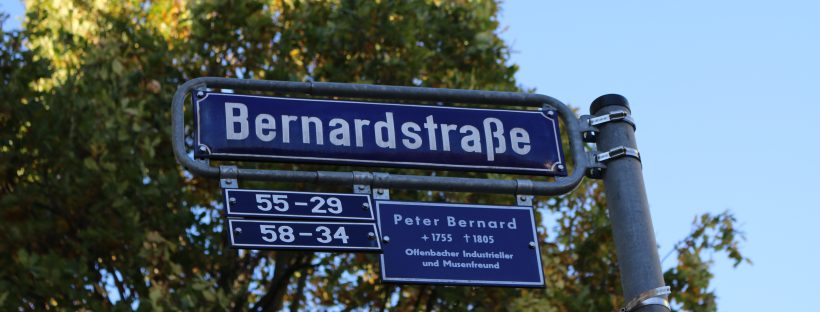 Bernardstraße
55-29
58-34
Peter Bernard
+1755 †1805
Offenbacher Industrieller
und Musenfreund